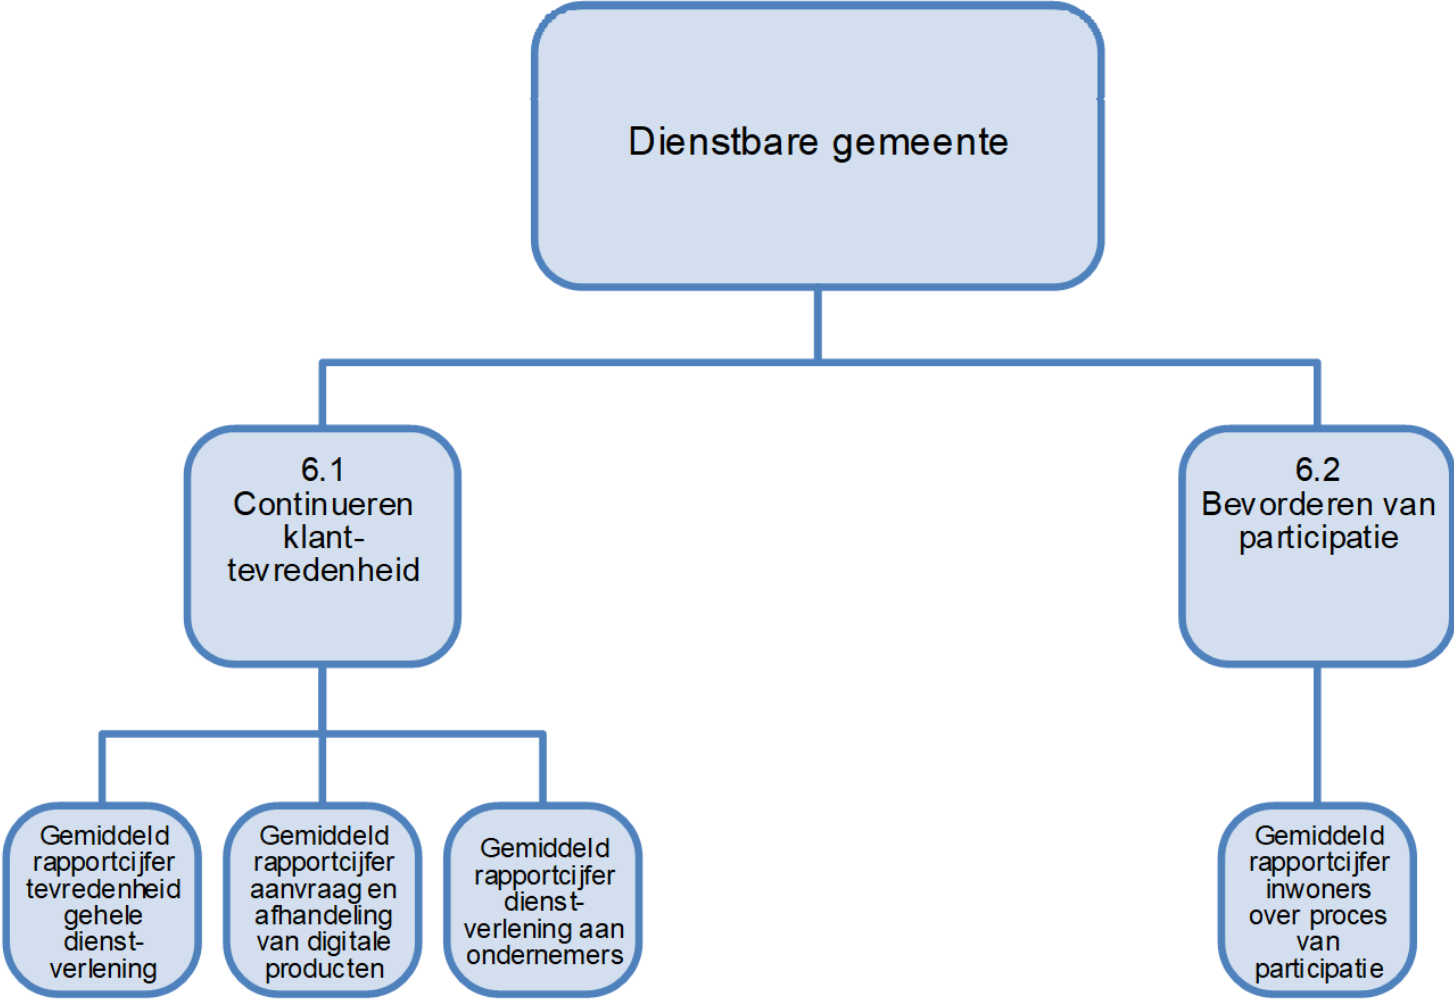 Dienstbare gemeente
6.1
Continueren
klant-
tevredenheid
6.2
Bevorderen van
participatie
Gemiddeld
rapportcijfer
tevredenheid
gehele
dienst-
verlening
Gemiddeld
rapportcijfer
aanvraag en
afhandeling
van digitale
producten
Gemiddeld
rapportcijfer
dienst-
verlening aan
ondernemers
Gemiddeld
rapportcijfer
inwoners
over proces
van
participatie